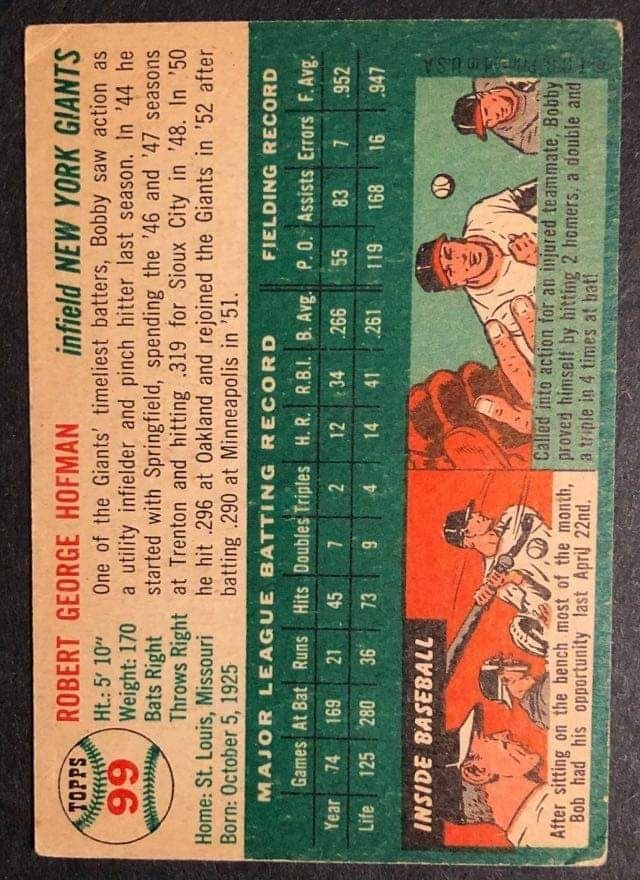 TOPPS
99
ROBERT GEORGE HOFMAN
infield NEW YORK GIANTS
Ht.: 5' 10"
Weight: 170
Bats Right
Throws Right
Home: St. Louis, Missouri
Born: October 5, 1925
One of the Giants' timeliest batters, Bobby saw action as
a utility infielder and pinch hitter last season. In '44 he
started with Springfield, spending the '46 and '47 seasons
at Trenton and hitting .319 for Sioux City in '48. In '50
he hit .296 at Oakland and rejoined the Giants in '52 after
batting .290 at Minneapolis in '51.
MAJOR LEAGUE BATTING RECORD FIELDING RECORD
Games At Bat Runs Hits Doubles Triples H. R. R.B.I. B. Avg. P. O. Assists Errors F. Avg.
Year 74 169 21 45 7 2 12 34 .266 55 83 7 .952
Life 125 280 36 73 9 4 14 41 .261 119 168 16 .947
INSIDE BASEBALL
After sitting on the bench most of the month,
Bob had his opportunity last April 22nd.
Called into action for an injured teammate, Bobby
proved himself by hitting 2 homers, a double and
a triple in 4 times at bat!
in U.S.A.